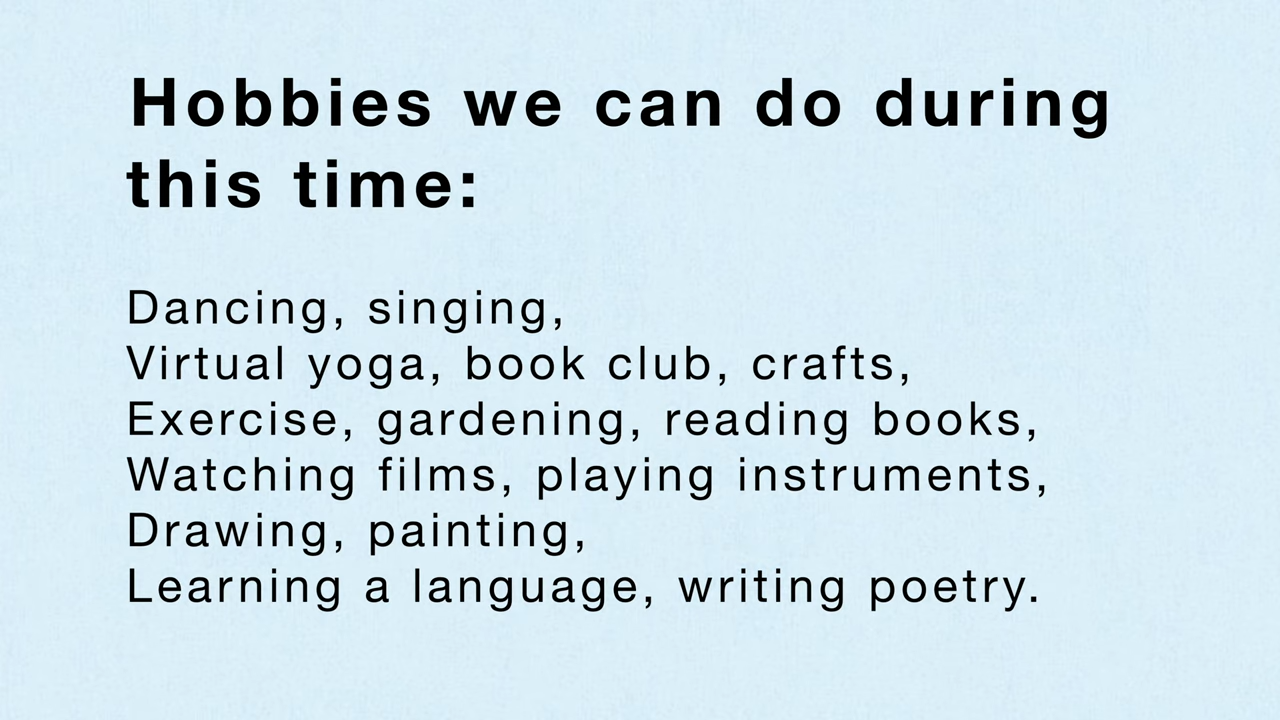 Hobbies we can do during
this time:
Dancing, singing,
Virtual yoga, book club, crafts,
Exercise, gardening, reading books,
Watching films, playing instruments,
Drawing, painting,
Learning a language, writing poetry.